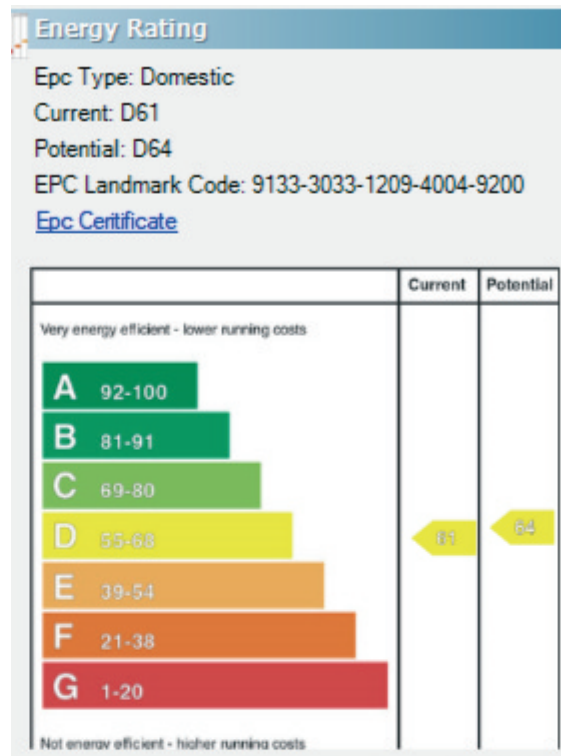 Energy Rating
Epc Type: Domestic
Current: D61
Potential: D64
EPC Landmark Code: 9133-3033-1209-4004-9200
Epc Ceritificate
Current Potential
Very energy efficient - lower running costs
A 92-100
B 81-91
C 69-80
D 55-68 61 64
E 39-54
F 21-38
G 1-20
Not energy efficient - higher running costs